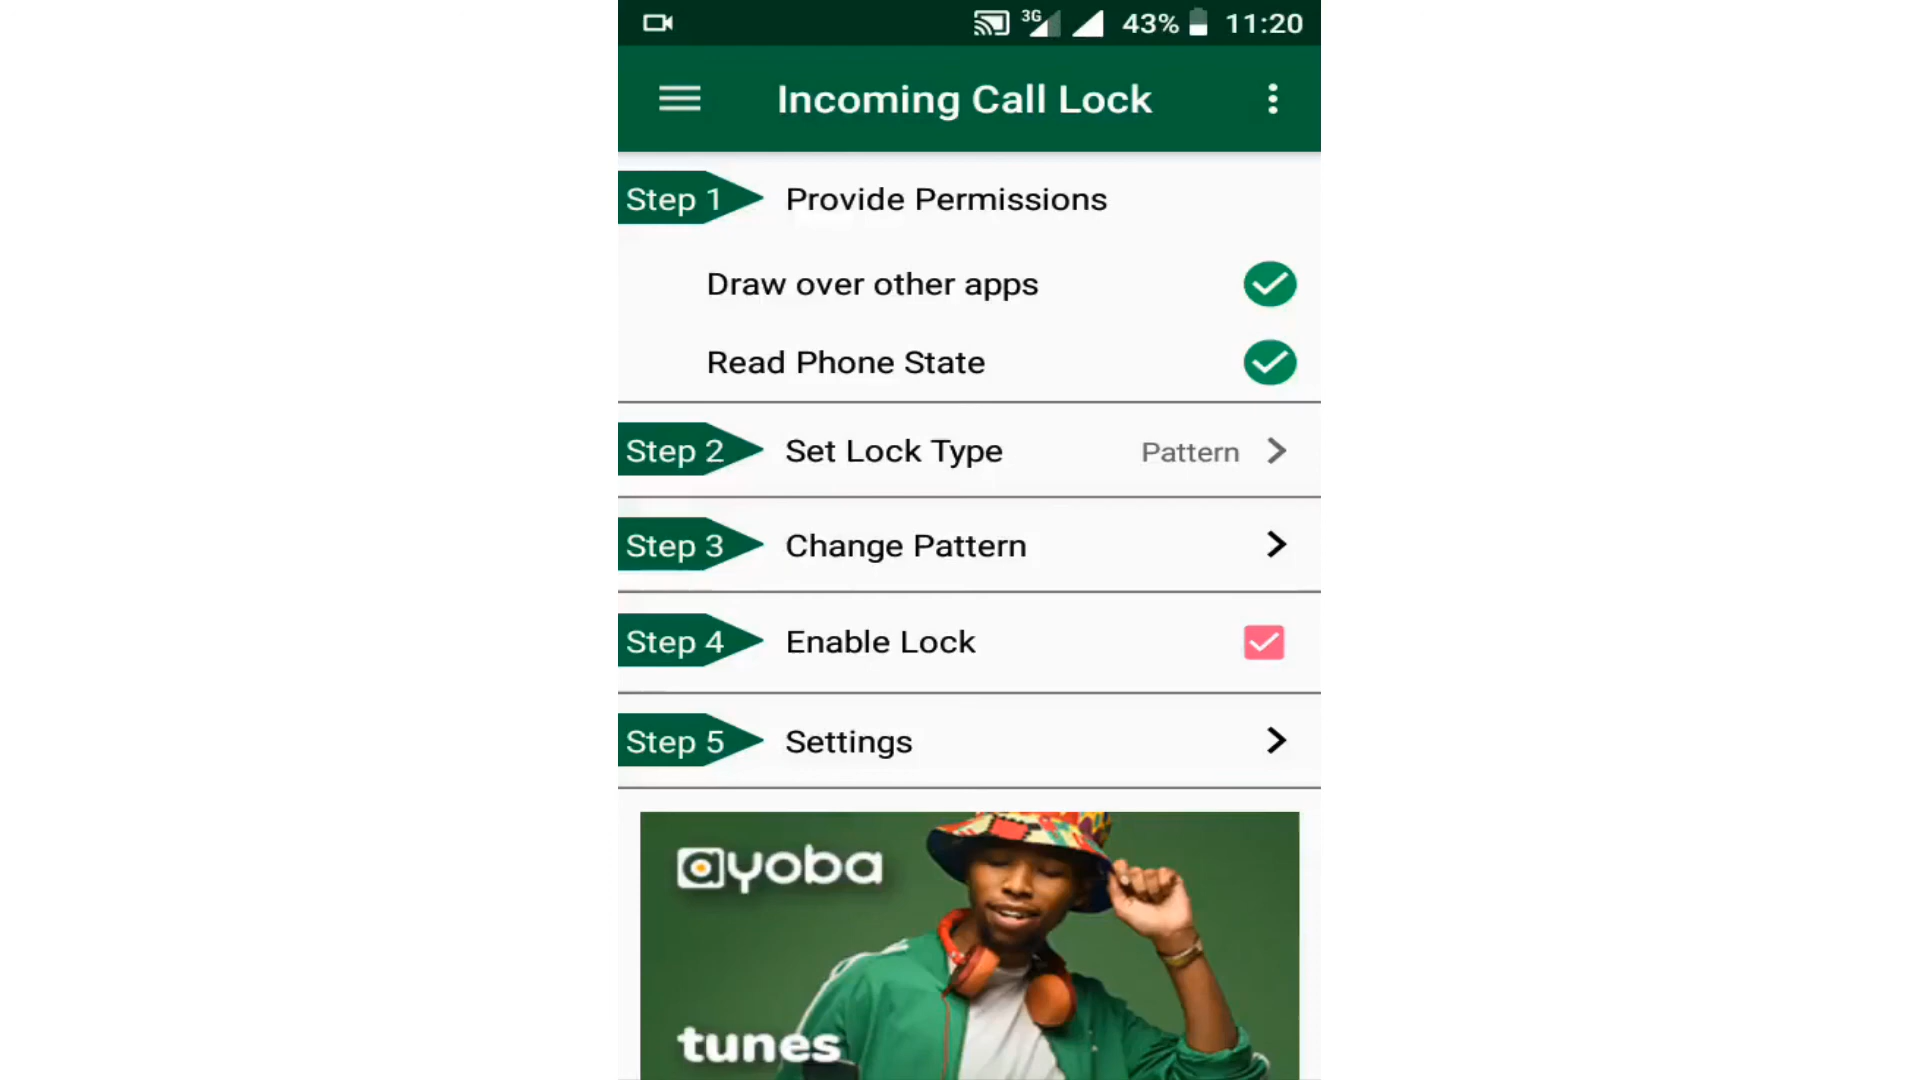 3G 43% 11:20
Incoming Call Lock
Step 1 Provide Permissions
Draw over other apps
Read Phone State
Step 2 Set Lock Type Pattern
Step 3 Change Pattern
Step 4 Enable Lock
Step 5 Settings
ayoba
tunes